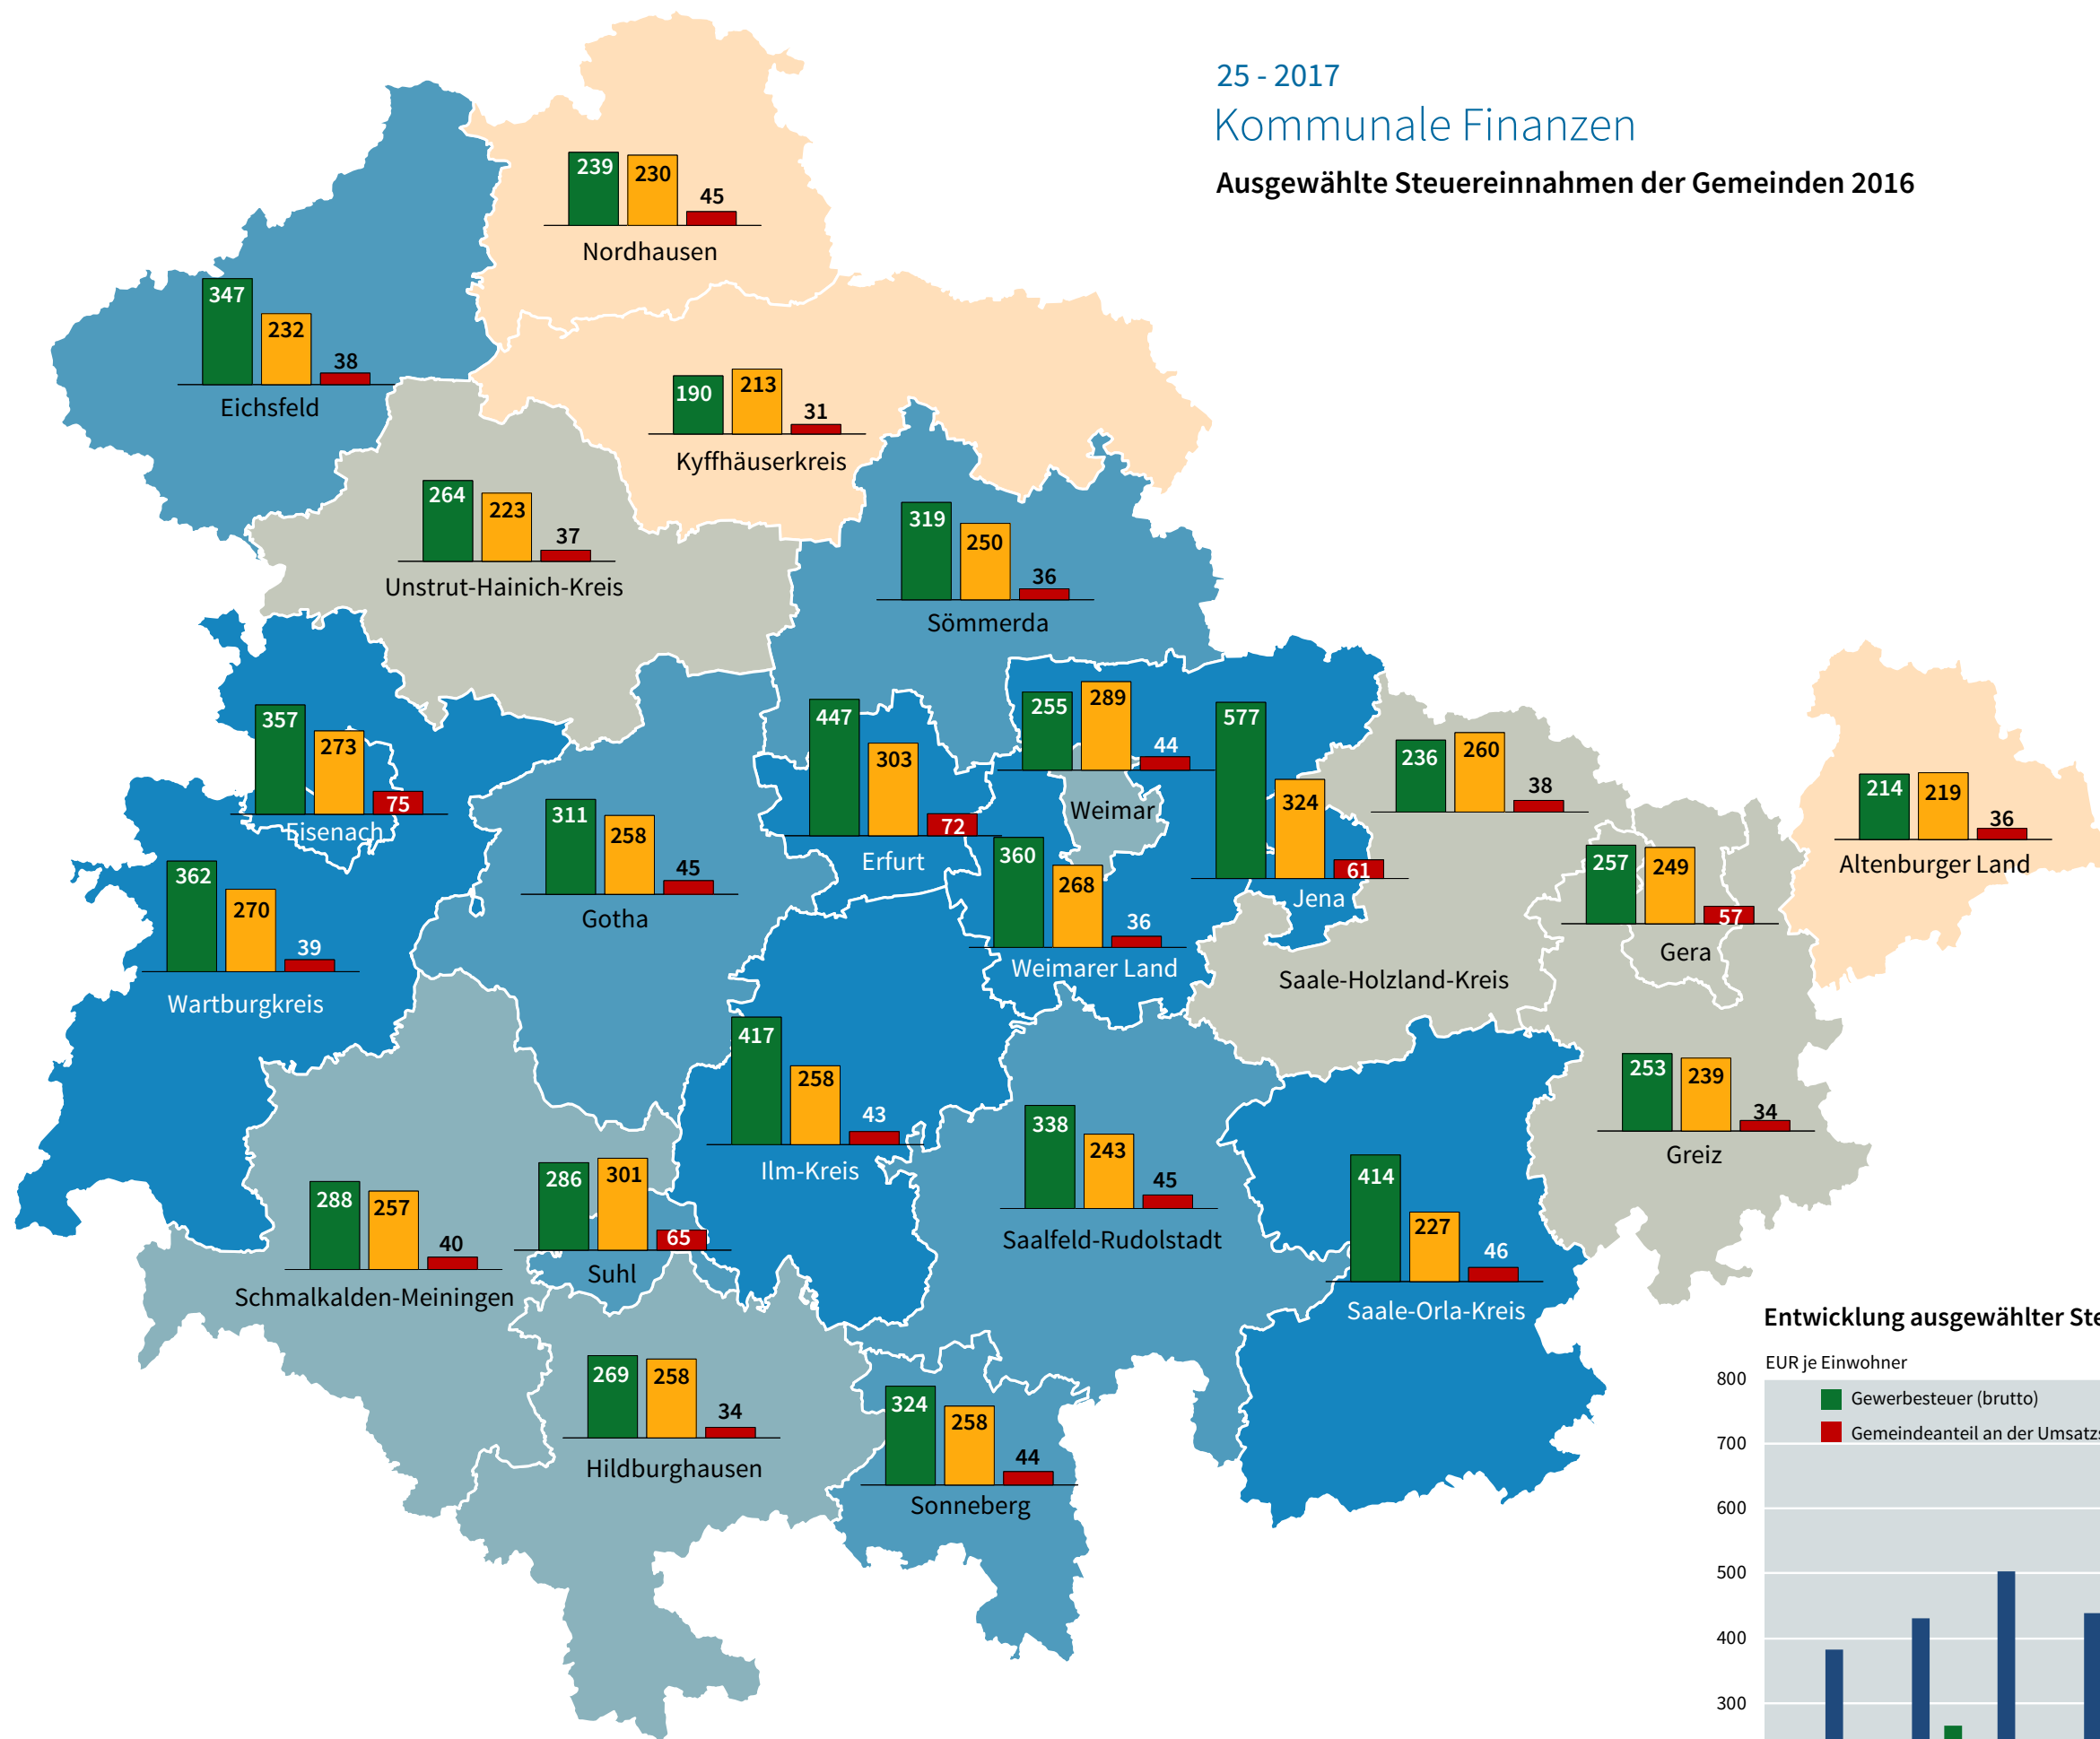 25 - 2017
Kommunale Finanzen
Ausgewählte Steuereinnahmen der Gemeinden 2016
239 230 45
Nordhausen
347 232 38
Eichsfeld
190 213 31
Kyffhäuserkreis
264 223 37
Unstrut-Hainich-Kreis
319 250 36
Sömmerda
357 273 75
Eisenach
447 303 72
Erfurt
255 289 44
Weimar
577 324 61
Jena
236 260 38
Saale-Holzland-Kreis
214 219 36
Altenburger Land
311 258 45
Gotha
360 268 36
Weimarer Land
257 249 57
Gera
362 270 39
Wartburgkreis
417 258 43
Ilm-Kreis
253 239 34
Greiz
338 243 45
Saalfeld-Rudolstadt
414 227 46
Saale-Orla-Kreis
288 257 40
Schmalkalden-Meiningen
286 301 65
Suhl
269 258 34
Hildburghausen
324 258 44
Sonneberg
Entwicklung ausgewählter
EUR je Einwohner
800
Gewerbesteuer (brutto)
Gemeindeanteil an der
700
600
500
400
300